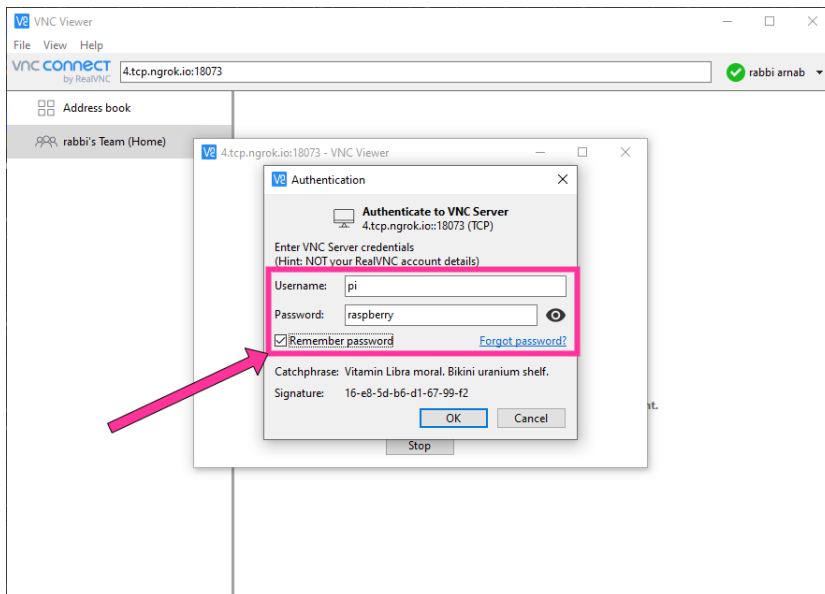 VNC Viewer
File View Help
VNC CONNECT
by RealVNC
4.tcp.ngrok.io:18073
rabbi arnab
Address book
rabbi's Team (Home)
4.tcp.ngrok.io:18073 - VNC Viewer
Authentication
Authenticate to VNC Server
4.tcp.ngrok.io::18073 (TCP)
Enter VNC Server credentials
(Hint: NOT your RealVNC account details)
Username: pi
Password: raspberry
Remember password Forgot password?
Catchphrase: Vitamin Libra moral. Bikini uranium shelf.
Signature: 16-e8-5d-b6-d1-67-99-f2
OK Cancel
Stop